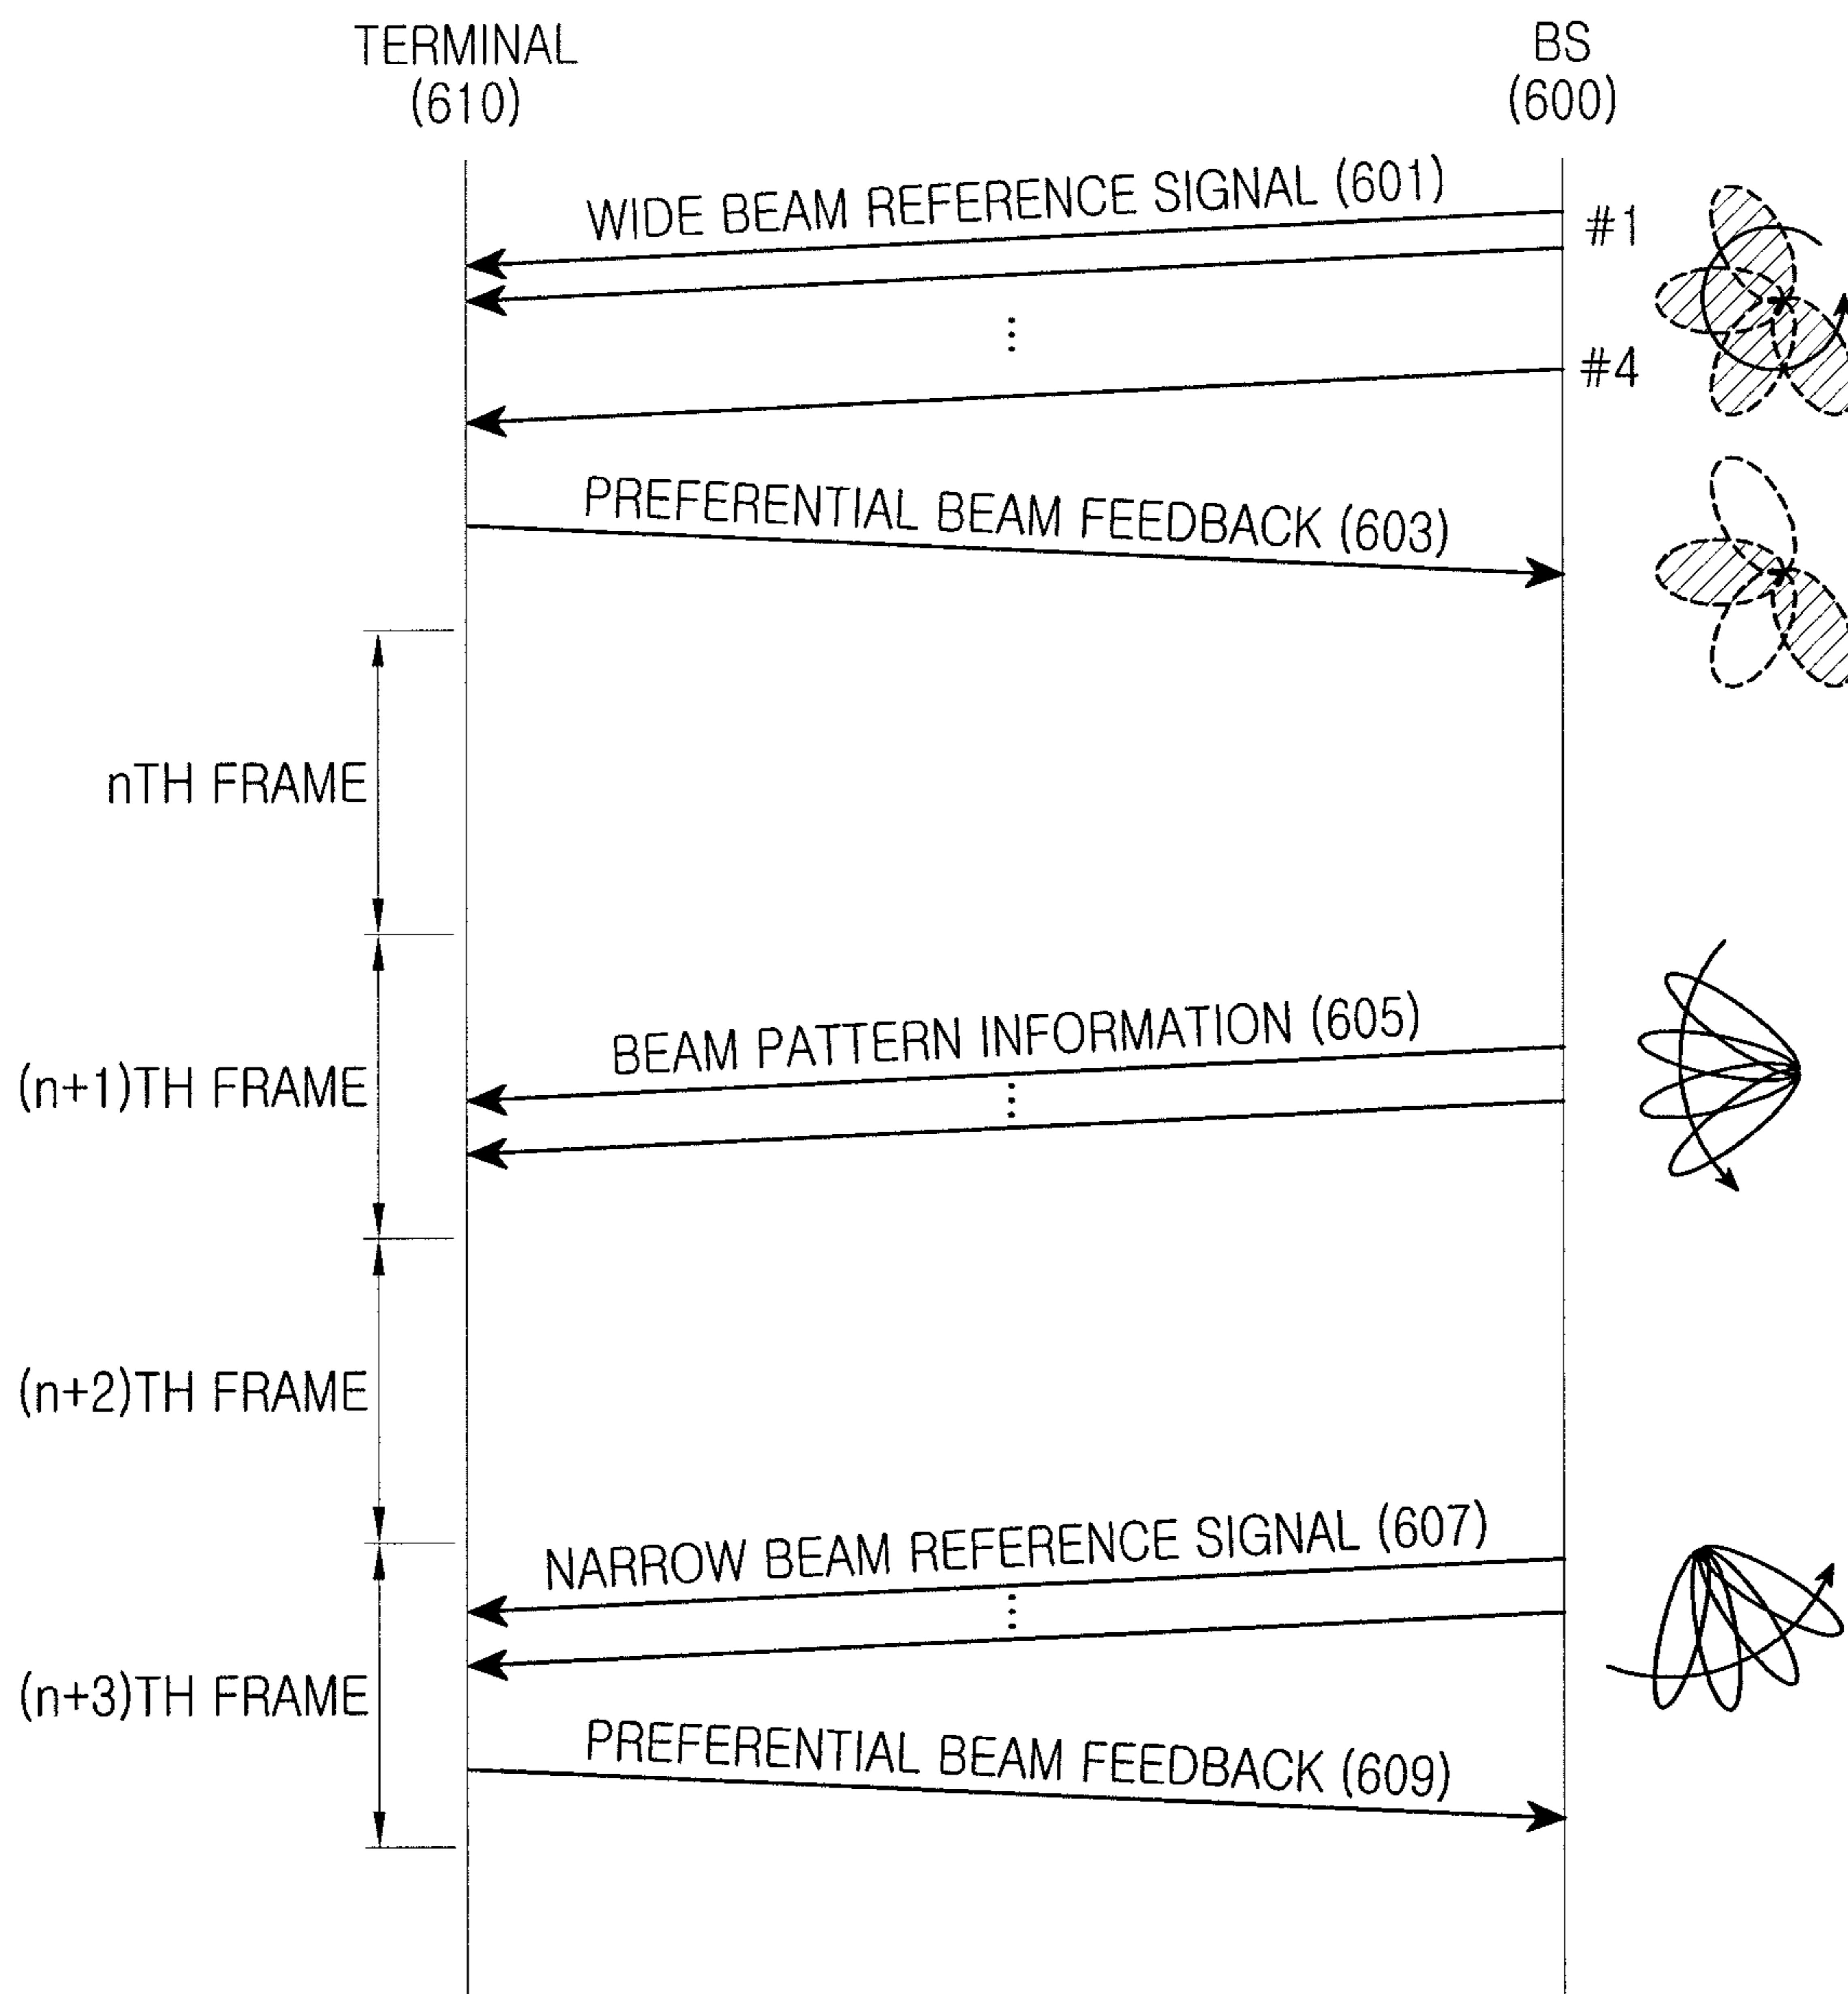 TERMINAL
(610)
BS
(600)
WIDE BEAM REFERENCE SIGNAL (601)
#1
#4
PREFERENTIAL BEAM FEEDBACK (603)
nTH FRAME
BEAM PATTERN INFORMATION (605)
(n+1)TH FRAME
(n+2)TH FRAME
NARROW BEAM REFERENCE SIGNAL (607)
(n+3)TH FRAME
PREFERENTIAL BEAM FEEDBACK (609)